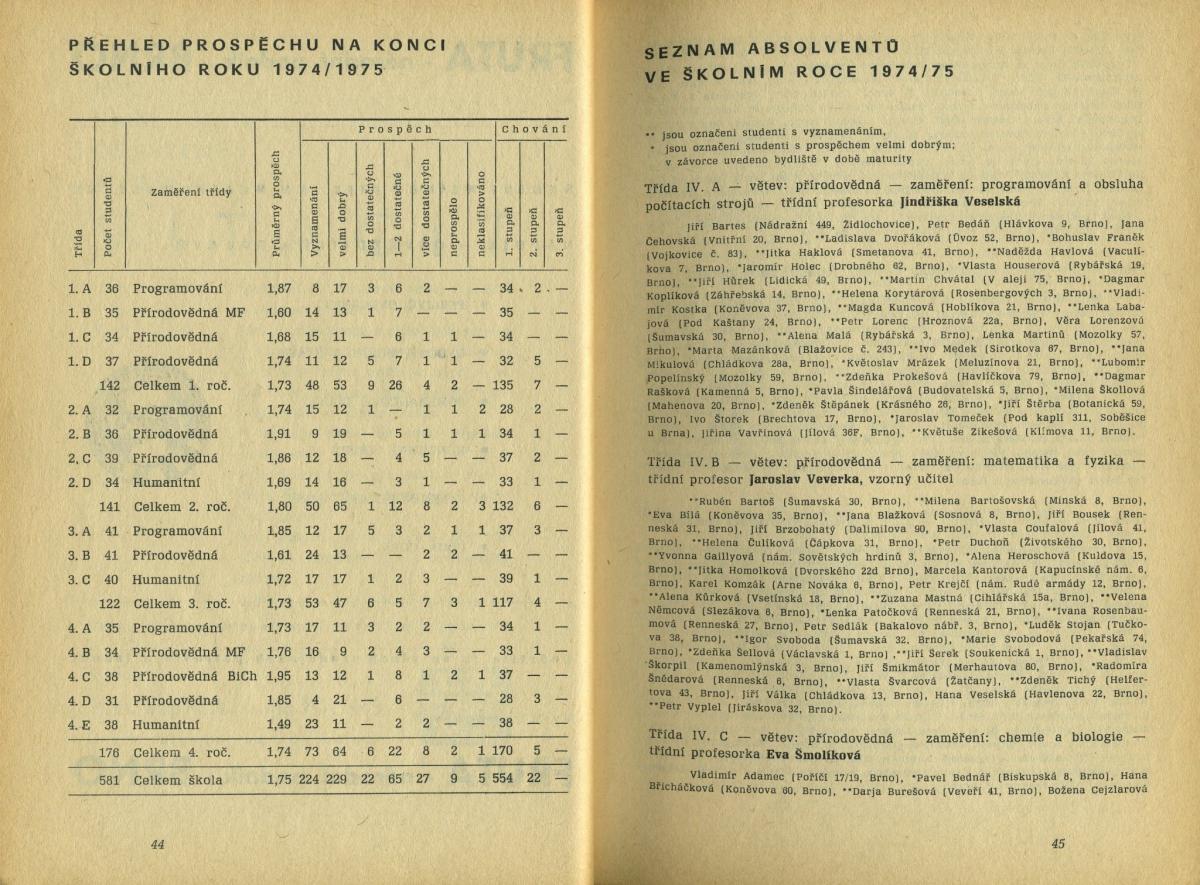 PŘEHLED PROSPĚCHU NA KONCI
ŠKOLNÍHO ROKU 1974/1975
Prospěch Chování
Třída Počet studentů Zaměření třídy Průměrný prospěch Vyznamenání velmi dobrý bez dostatečných 1—2 dostatečné více dostatečných neprospělo neklasifikováno 1. stupeň 2. stupeň 3. stupeň
1. A 36 Programování 1,87 8 17 3 6 2 — — 34 2 —
1. B 35 Přírodovědná MF 1,60 14 13 1 7 — — — 35 — —
1. C 34 Přírodovědná 1,68 15 11 — 6 1 1 — 34 — —
1. D 37 Přírodovědná 1,74 11 12 5 7 1 1 — 32 5 —
142 Celkem 1. roč. 1,73 48 53 9 26 4 2 — 135 7 —
2. A 32 Programování 1,74 15 12 1 — 1 1 2 28 2 —
2. B 36 Přírodovědná 1,91 9 19 — 5 1 1 1 34 1 —
2, C 39 Přírodovědná 1,86 12 18 — 4 5 — — 37 2 —
2. D 34 Humanitní 1,69 14 16 — 3 1 — — 33 1 —
141 Celkem 2. roč. 1,80 50 65 1 12 8 2 3 132 6 —
3. A 41 Programování 1,85 12 17 5 3 2 1 1 37 3 —
3. B 41 Přírodovědná 1,61 24 13 — — 2 2 — 41 — —
3. C 40 Humanitní 1,72 17 17 1 2 3 — — 39 1 —
122 Celkem 3. roč. 1,73 53 47 6 5 7 3 1 117 4 —
4. A 35 Programování 1,73 17 11 3 2 2 — — 34 1 —
4. B 34 Přírodovědná MF 1,76 16 9 2 4 3 — — 33 1 —
4. C 38 Přírodovědná BiCh 1,95 13 12 1 8 1 2 1 37 — —
4. D 31 Přírodovědná 1,85 4 21 — 6 — — — 28 3 —
4. E 38 Humanitní 1,49 23 11 — 2 2 — — 38 — —
176 Celkem 4. roč. 1,74 73 64 6 22 8 2 1 170 5 —
581 Celkem škola 1,75 224 229 22 65 27 9 5 554 22 —
44
SEZNAM ABSOLVENTŮ
VE ŠKOLNÍM ROCE 1974/75
** jsou označeni studenti s vyznamenáním,
* jsou označeni studenti s prospěchem velmi dobrým;
v závorce uvedeno bydliště v době maturity
Třída IV. A — větev: přírodovědná — zaměření: programování a obsluha
počítacích strojů — třídní profesorka Jindřiška Veselská
Jiří Bartes (Nádražní 449, Židlochovice), Petr Bedáň (Hlávkova 9, Brno), Jana
Čehovská (Vnitřní 20, Brno), **Ladislava Dvořáková (Úvoz 52, Brno), *Bohuslav Franěk
(Vojkovice č. 83), **Jitka Haklová (Smetanova 41, Brno), **Naděžda Havlová (Vaculí-
kova 7, Brno), *Jaromír Holec (Drobného 62, Brno), *Vlasta Houserová (Rybářská 19,
Brno), **Jiří Hůrek (Lidická 49, Brno), **Martin Chvátal (V aleji 75, Brno), *Dagmar
Koplíková (Záhřebská 14, Brno), **Helena Korytárová (Rosenbergových 3, Brno), **Vladi-
mír Kostka (Koněvova 37, Brno), **Magda Kuncová (Hoblíkova 21, Brno), **Lenka Laba-
jová (Pod Kaštany 24, Brno), **Petr Lorenc (Hroznová 22a, Brno), Věra Lorenzová
(Šumavská 30, Brno), **Alena Malá (Rybářská 3, Brno), Lenka Martinů (Mozolky 57,
Brno), *Marta Mazánková (Blažovice č. 243), **Ivo Medek (Sirotkova 67, Brno), **Jana
Mikulová (Chládkova 28a, Brno), *Květoslav Mrázek (Meluzínova 21, Brno), **Lubomír
Popelínský (Mozolky 59, Brno), **Zdeňka Prokešová (Havlíčkova 79, Brno), **Dagmar
Rašková (Kamenná 5, Brno), *Pavla Šindelářová (Budovatelská 5, Brno), *Milena Škollová
(Mahenova 20, Brno), *Zdeněk Štěpánek (Krásného 26, Brno), *Jiří Štěrba (Botanická 59,
Brno), Ivo Štorek (Brechtova 17, Brno), *Jaroslav Tomeček (Pod kaplí 311, Soběšice
u Brna), Jiřina Vavřinová (Jílová 36F, Brno), **Květuše Zikešová (Klímova 11, Brno).
Třída IV. B — větev: přírodovědná — zaměření: matematika a fyzika —
třídní profesor Jaroslav Veverka, vzorný učitel
**Rubén Bartoš (Šumavská 30, Brno), **Milena Bartošovská (Minská 8, Brno),
*Eva Bílá (Koněvova 35, Brno), **Jana Blažková (Sosnová 8, Brno), Jiří Bousek (Ren-
neská 31, Brno), Jiří Brzobohatý (Dalimilova 90, Brno), *Vlasta Coufalová (Jílová 41,
Brno), **Helena Čulíková (Čápkova 31, Brno), *Petr Duchoň (Životského 30, Brno),
**Yvonna Gaillyová (nám. Sovětských hrdinů 3, Brno), *Alena Heroschová (Kuldova 15,
Brno), **Jitka Homolková (Dvorského 22d Brno), Marcela Kantorová (Kapucínské nám. 6,
Brno), Karel Komzák (Arne Nováka 6, Brno), Petr Krejčí (nám. Rudé armády 12, Brno),
**Alena Kůrková (Vsetínská 18, Brno), **Zuzana Mastná (Cihlářská 15a, Brno), **Velena
Němcová (Slezákova 6, Brno), *Lenka Patočková (Renneská 21, Brno), **Ivana Rosenbau-
mová (Renneská 27, Brno), Petr Sedlák (Bakalovo nábř. 3, Brno), *Luděk Stojan (Tučko-
va 38, Brno), **Igor Svoboda (Šumavská 32, Brno), *Marie Svobodová (Pekařská 74,
Brno), *Zdeňka Šellová (Václavská 1, Brno) ,**Jiří Šerek (Soukenická 1, Brno), **Vladislav
Škorpil (Kamenomlýnská 3, Brno), Jiří Šmikmátor (Merhautova 80, Brno), *Radomíra
Šnédarová (Renneská 6, Brno), **Vlasta Švarcová (Žatčany), **Zdeněk Tichý (Helfer-
tova 43, Brno), Jiří Válka (Chládkova 13, Brno), Hana Veselská (Havlenova 22, Brno),
**Petr Vyplel (Jiráskova 32, Brno).
Třída IV. C — větev: přírodovědná — zaměření: chemie a biologie —
třídní profesorka Eva Šmolíková
Vladimír Adamec (Poříčí 17/19, Brno), *Pavel Bednář (Biskupská 8, Brno), Hana
Břicháčková (Koněvova 60, Brno), **Darja Burešová (Veveří 41, Brno), Božena Cejzlarová
45